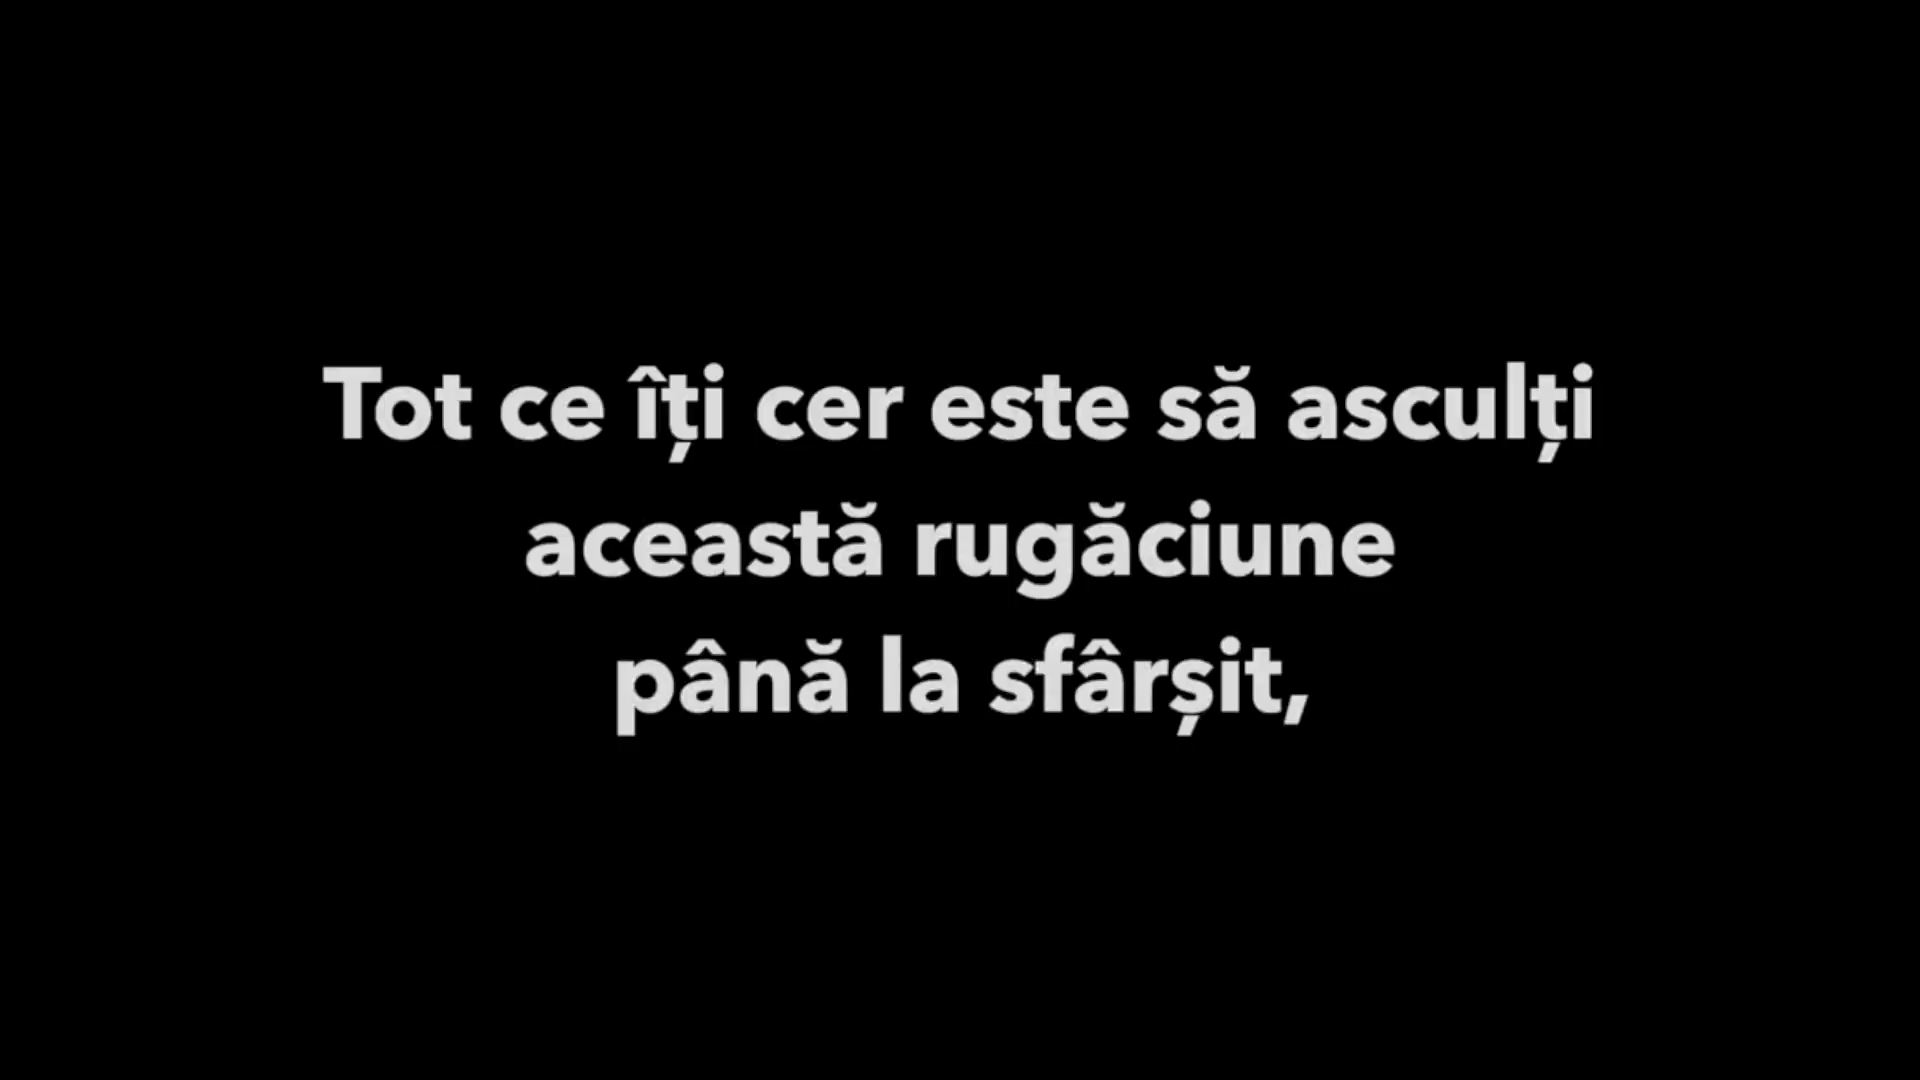 Tot ce îți cer este să asculți
această rugăciune
până la sfârșit,